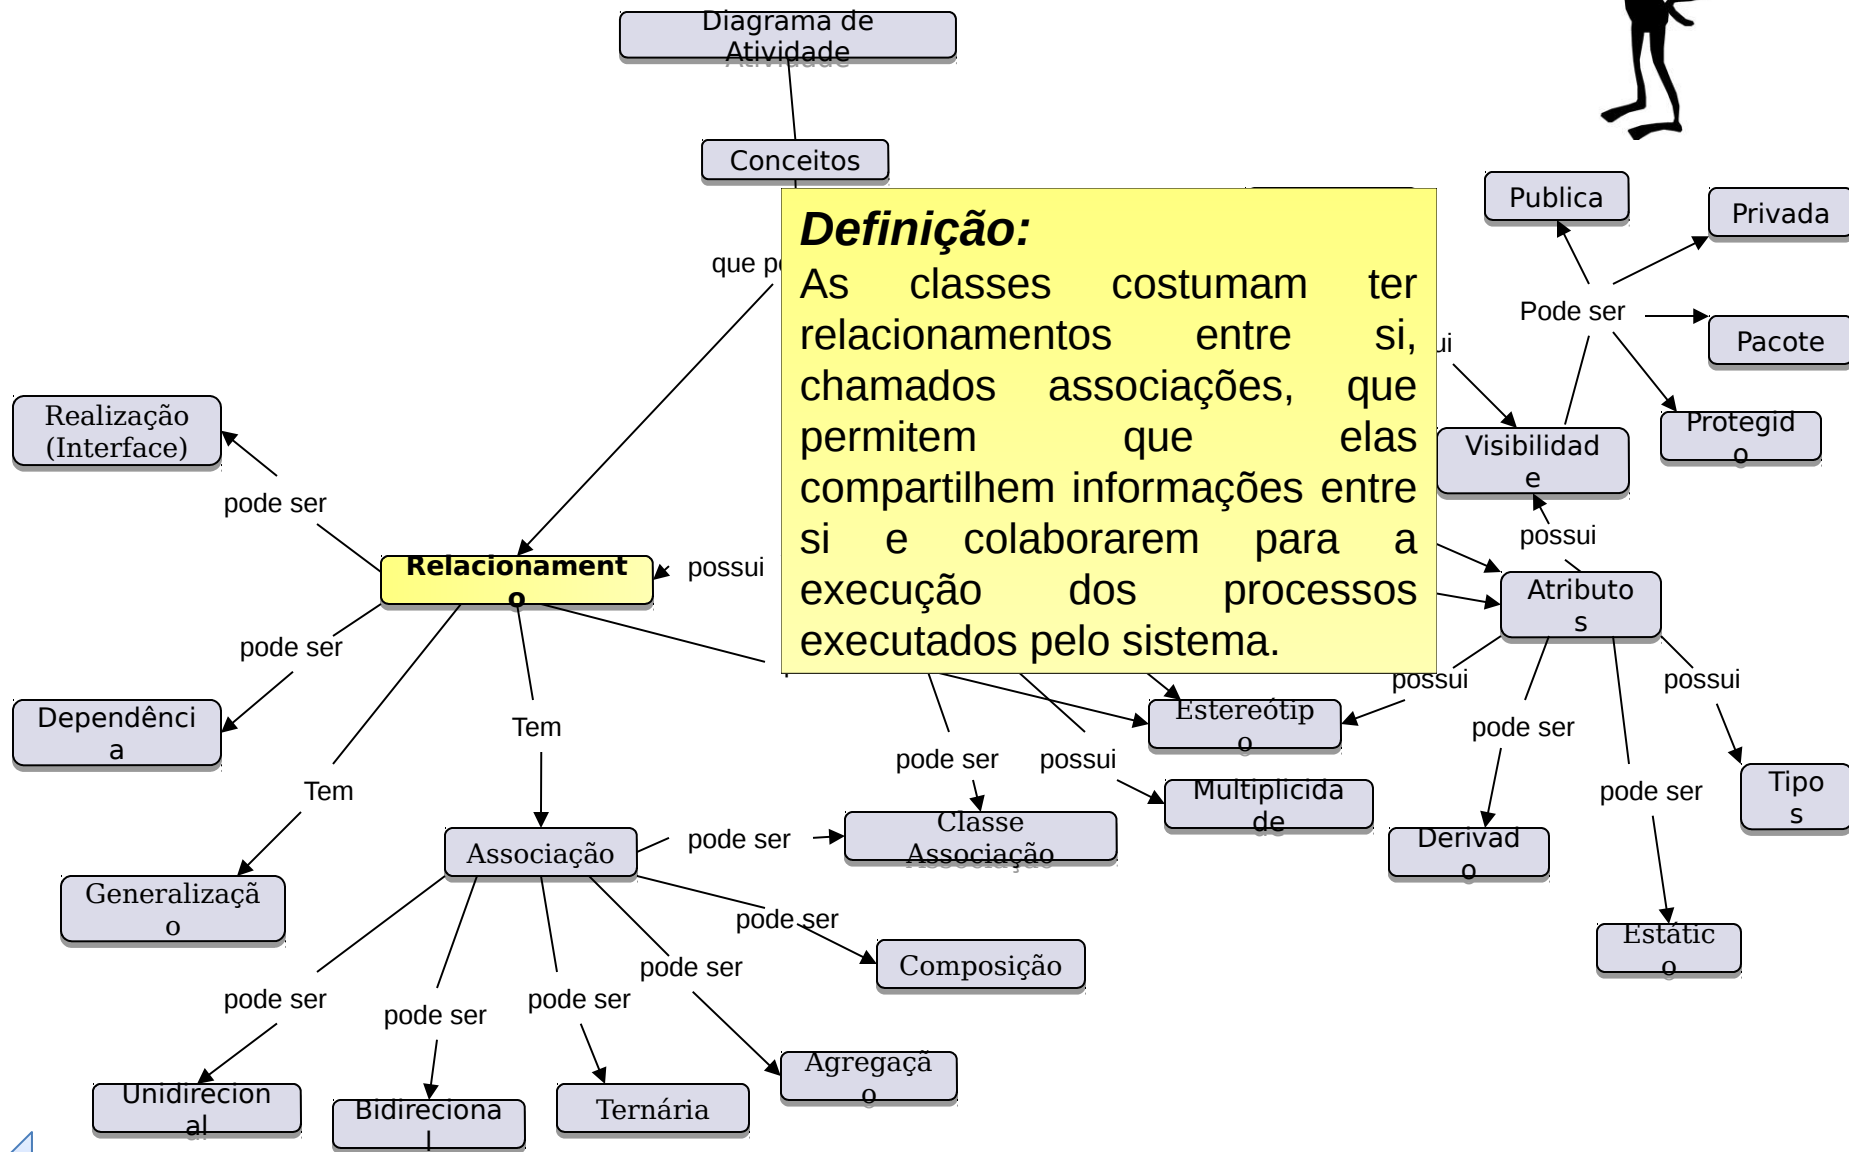 Diagrama de
Atividade
Conceitos
Definição:
As classes costumam ter
relacionamentos entre si,
chamados associações, que
permitem que elas
compartilhem informações entre
si e colaborarem para a
execução dos processos
executados pelo sistema.
que
Publica
Privada
Pode ser
Pacote
Protegid
o
Visibilidad
e
possui
Atributo
s
Realização
(Interface)
pode ser
Relacionament
o
possui
pode ser
Dependênci
a
Tem
Tem
Generalizaçã
o
Associação
pode ser
Classe
Associação
pode ser
possui
Estereótip
o
Multiplicida
de
possui
pode ser
possui
pode ser
Tipo
s
Derivad
o
Estátic
o
pode ser
Composição
pode ser
pode ser
pode ser
pode ser
Agregaçã
o
Unidirecion
al
Bidireciona
l
Ternária